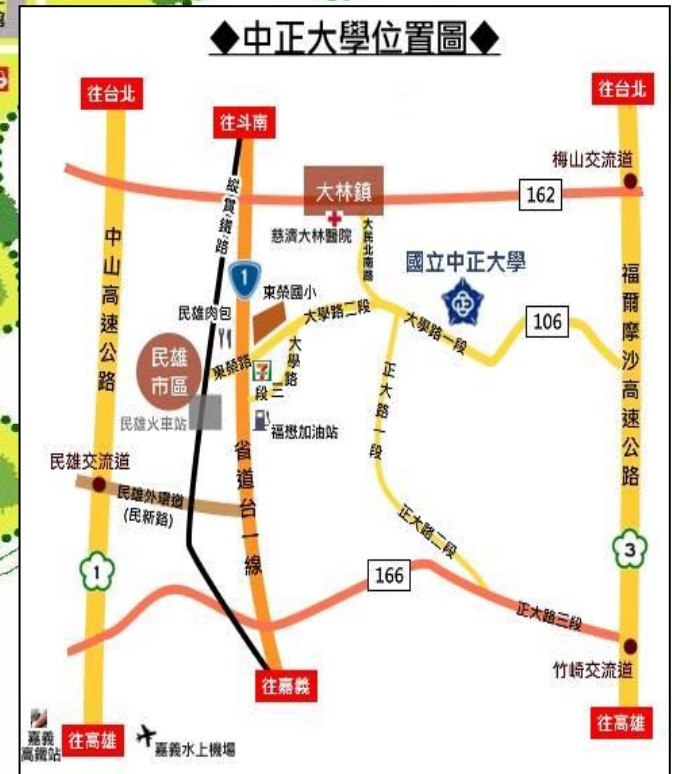 ◆中正大學位置圖◆
往台北
往台北
往斗南
梅山交流道
大林鎮
162
縱貫鐵路
慈濟大林醫院
大民北南路
國立中正大學
中山高速公路
1
東榮國小
福爾摩沙高速公路
民雄肉包
大學路二段
大學路一段
106
民雄市區
東榮路
7
大學路三段
正大路一段
民雄火車站
福懋加油站
省道台一線
民雄交流道
民雄外環道
(民新路)
正大路二段
1
3
166
正大路三段
竹崎交流道
往嘉義
嘉義
高鐵站
往高雄
嘉義水上機場
往高雄